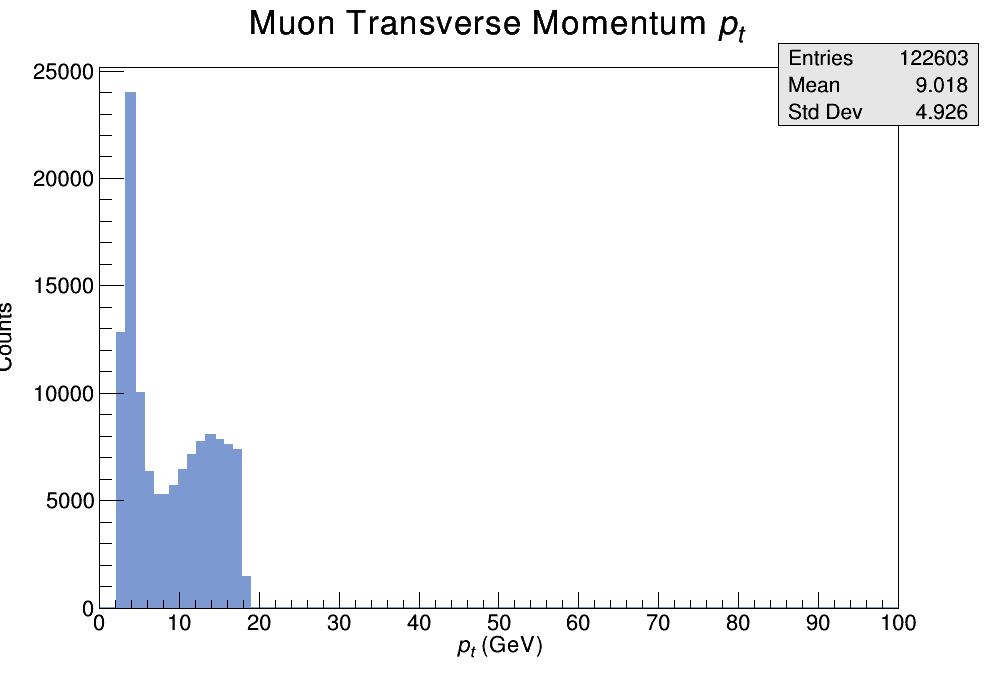 Muon Transverse Momentum pt
Entries 122603
Mean 9.018
Std Dev 4.926
25000
20000
15000
10000
5000
0
Counts
0 10 20 30 40 50 60 70 80 90 100
pt (GeV)